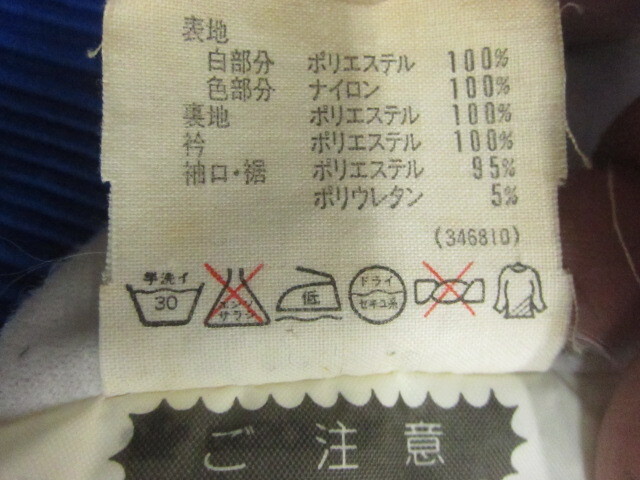 表地
白部分 ポリエステル 100%
色部分 ナイロン 100%
裏地 ポリエステル 100%
衿 ポリエステル 100%
袖口・裾 ポリエステル 95%
ポリウレタン 5%
(346810)
手洗イ 30
エンソ サラシ
低
ドライ セキユ系
ご注意